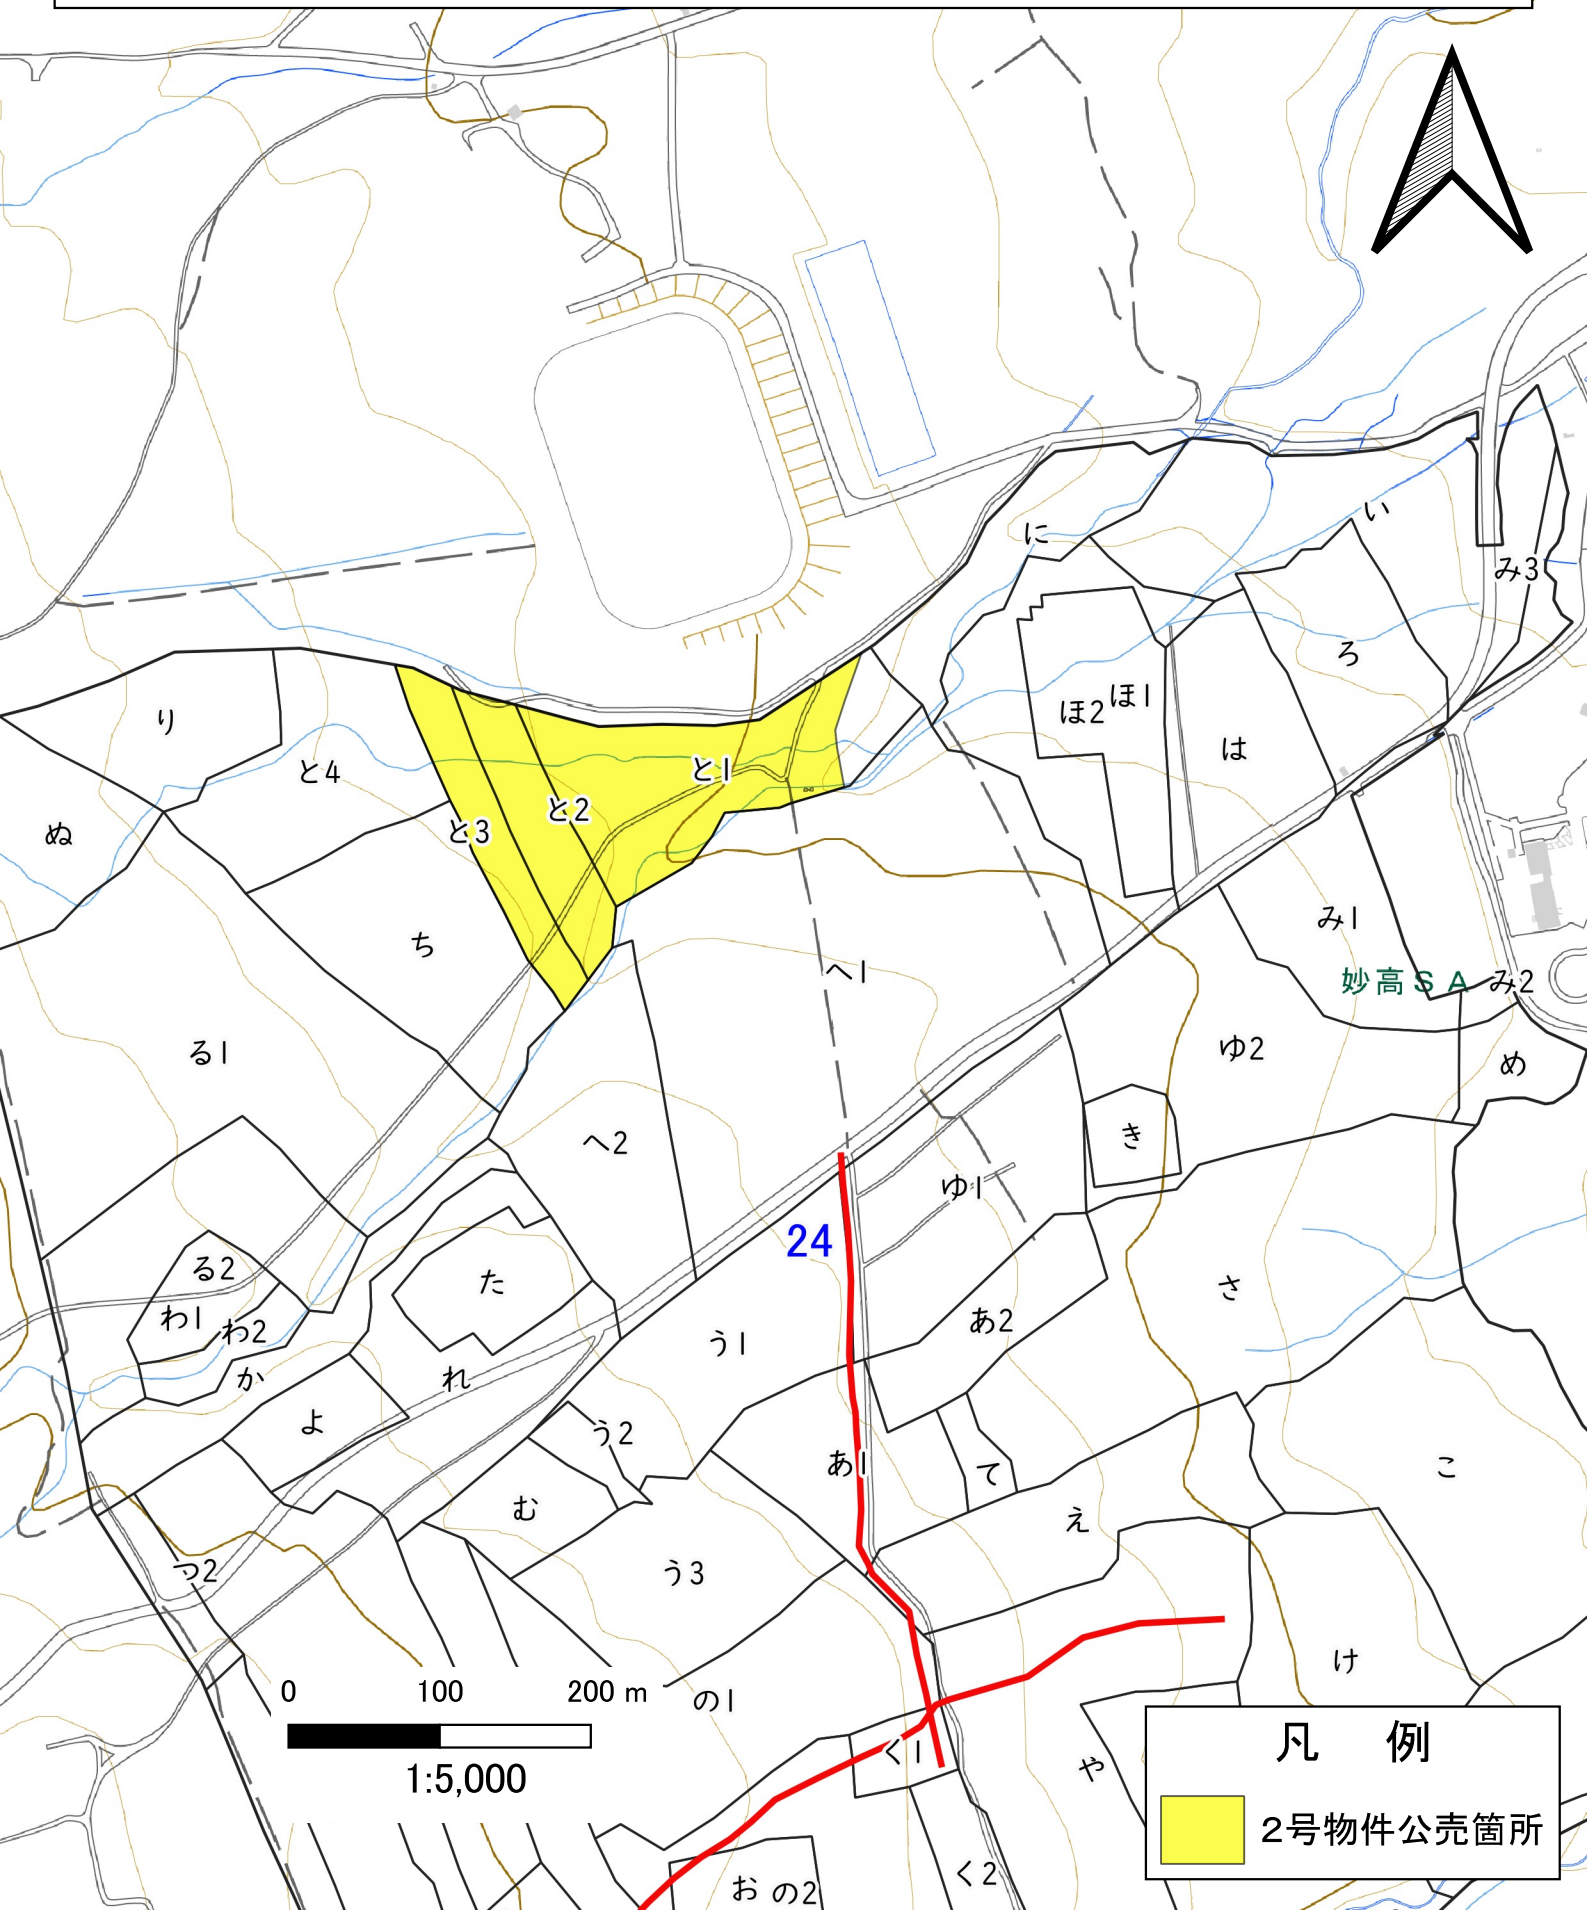 に
い
み3
ろ
ほ2
ほ1
は
り
と4
と1
と2
と3
ぬ
ち
へ1
み1
妙高ＳＡ
み2
る1
ゆ2
め
へ2
き
ゆ1
24
る2
た
さ
わ1
わ2
あ2
う1
か
れ
よ
う2
あ1
て
こ
む
え
つ2
う3
け
0 100 200 m
の1
1:5,000
く1
や
凡　例
２号物件公売箇所
お
の2
く2